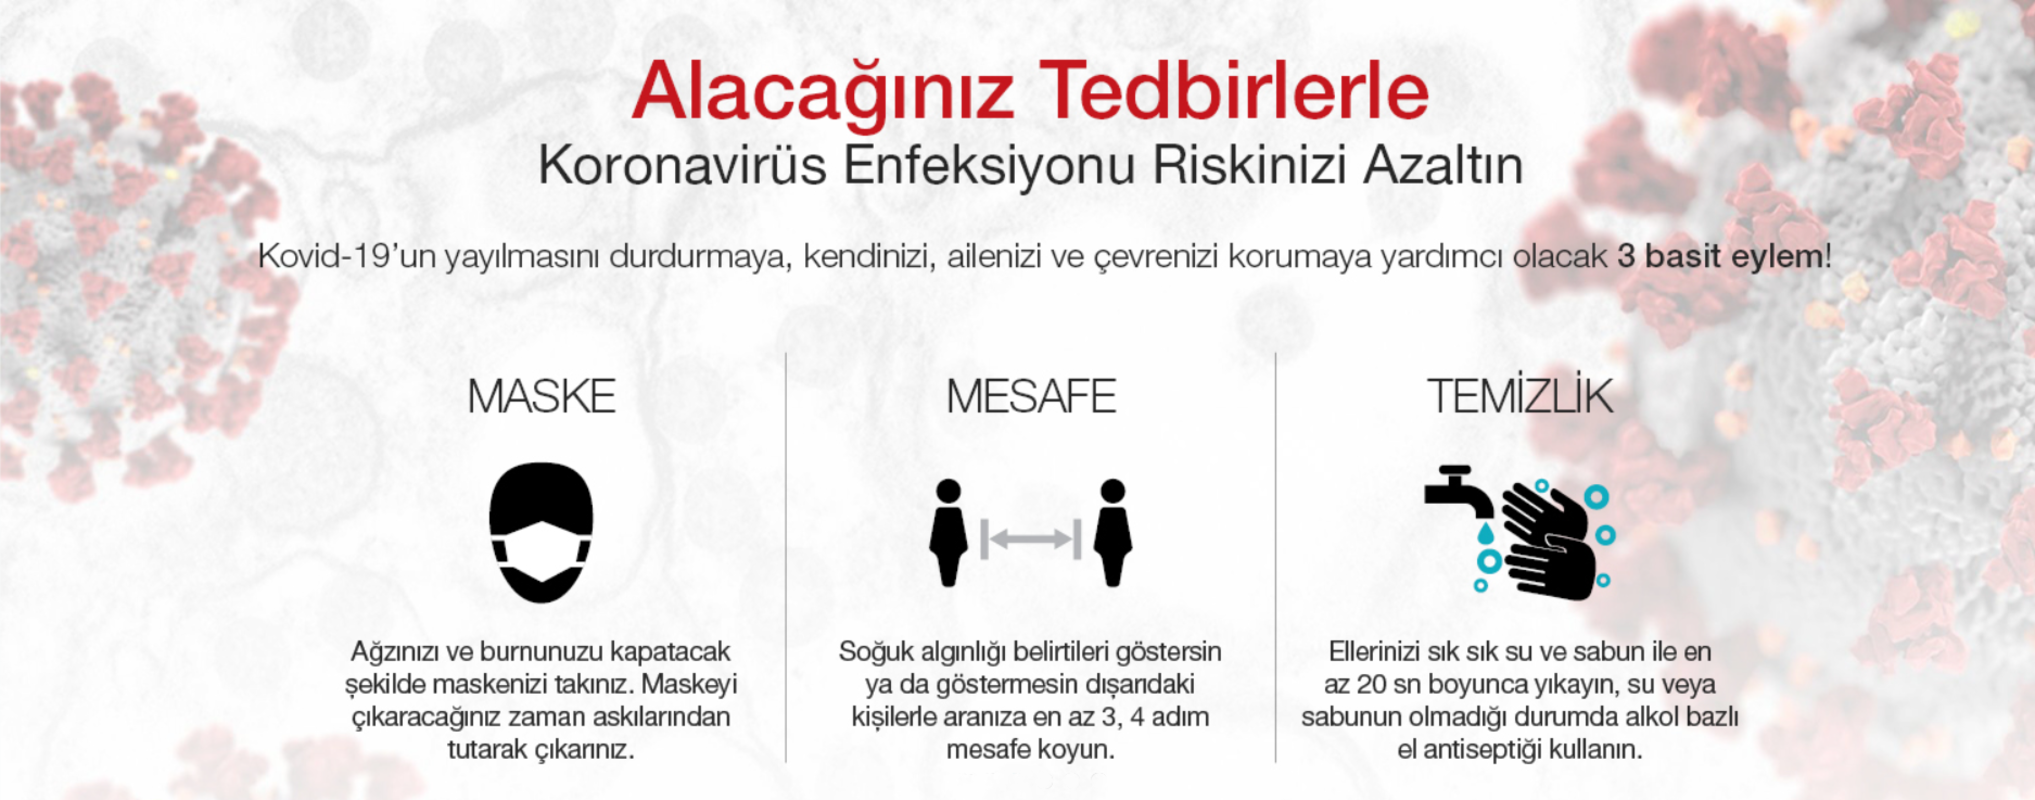 Alacağınız Tedbirlerle
Koronavirüs Enfeksiyonu Riskinizi Azaltın
Kovid-19’un yayılmasını durdurmaya, kendinizi, ailenizi ve çevrenizi korumaya yardımcı olacak 3 basit eylem!
MASKE
Ağzınızı ve burnunuzu kapatacak
şekilde maskenizi takınız. Maskeyi
çıkaracağınız zaman askılarından
tutarak çıkarınız.
MESAFE
Soğuk algınlığı belirtileri göstersin
ya da göstermesin dışarıdaki
kişilerle aranıza en az 3, 4 adım
mesafe koyun.
TEMİZLİK
Ellerinizi sık sık su ve sabun ile en
az 20 sn boyunca yıkayın, su veya
sabunun olmadığı durumda alkol bazlı
el antiseptiği kullanın.